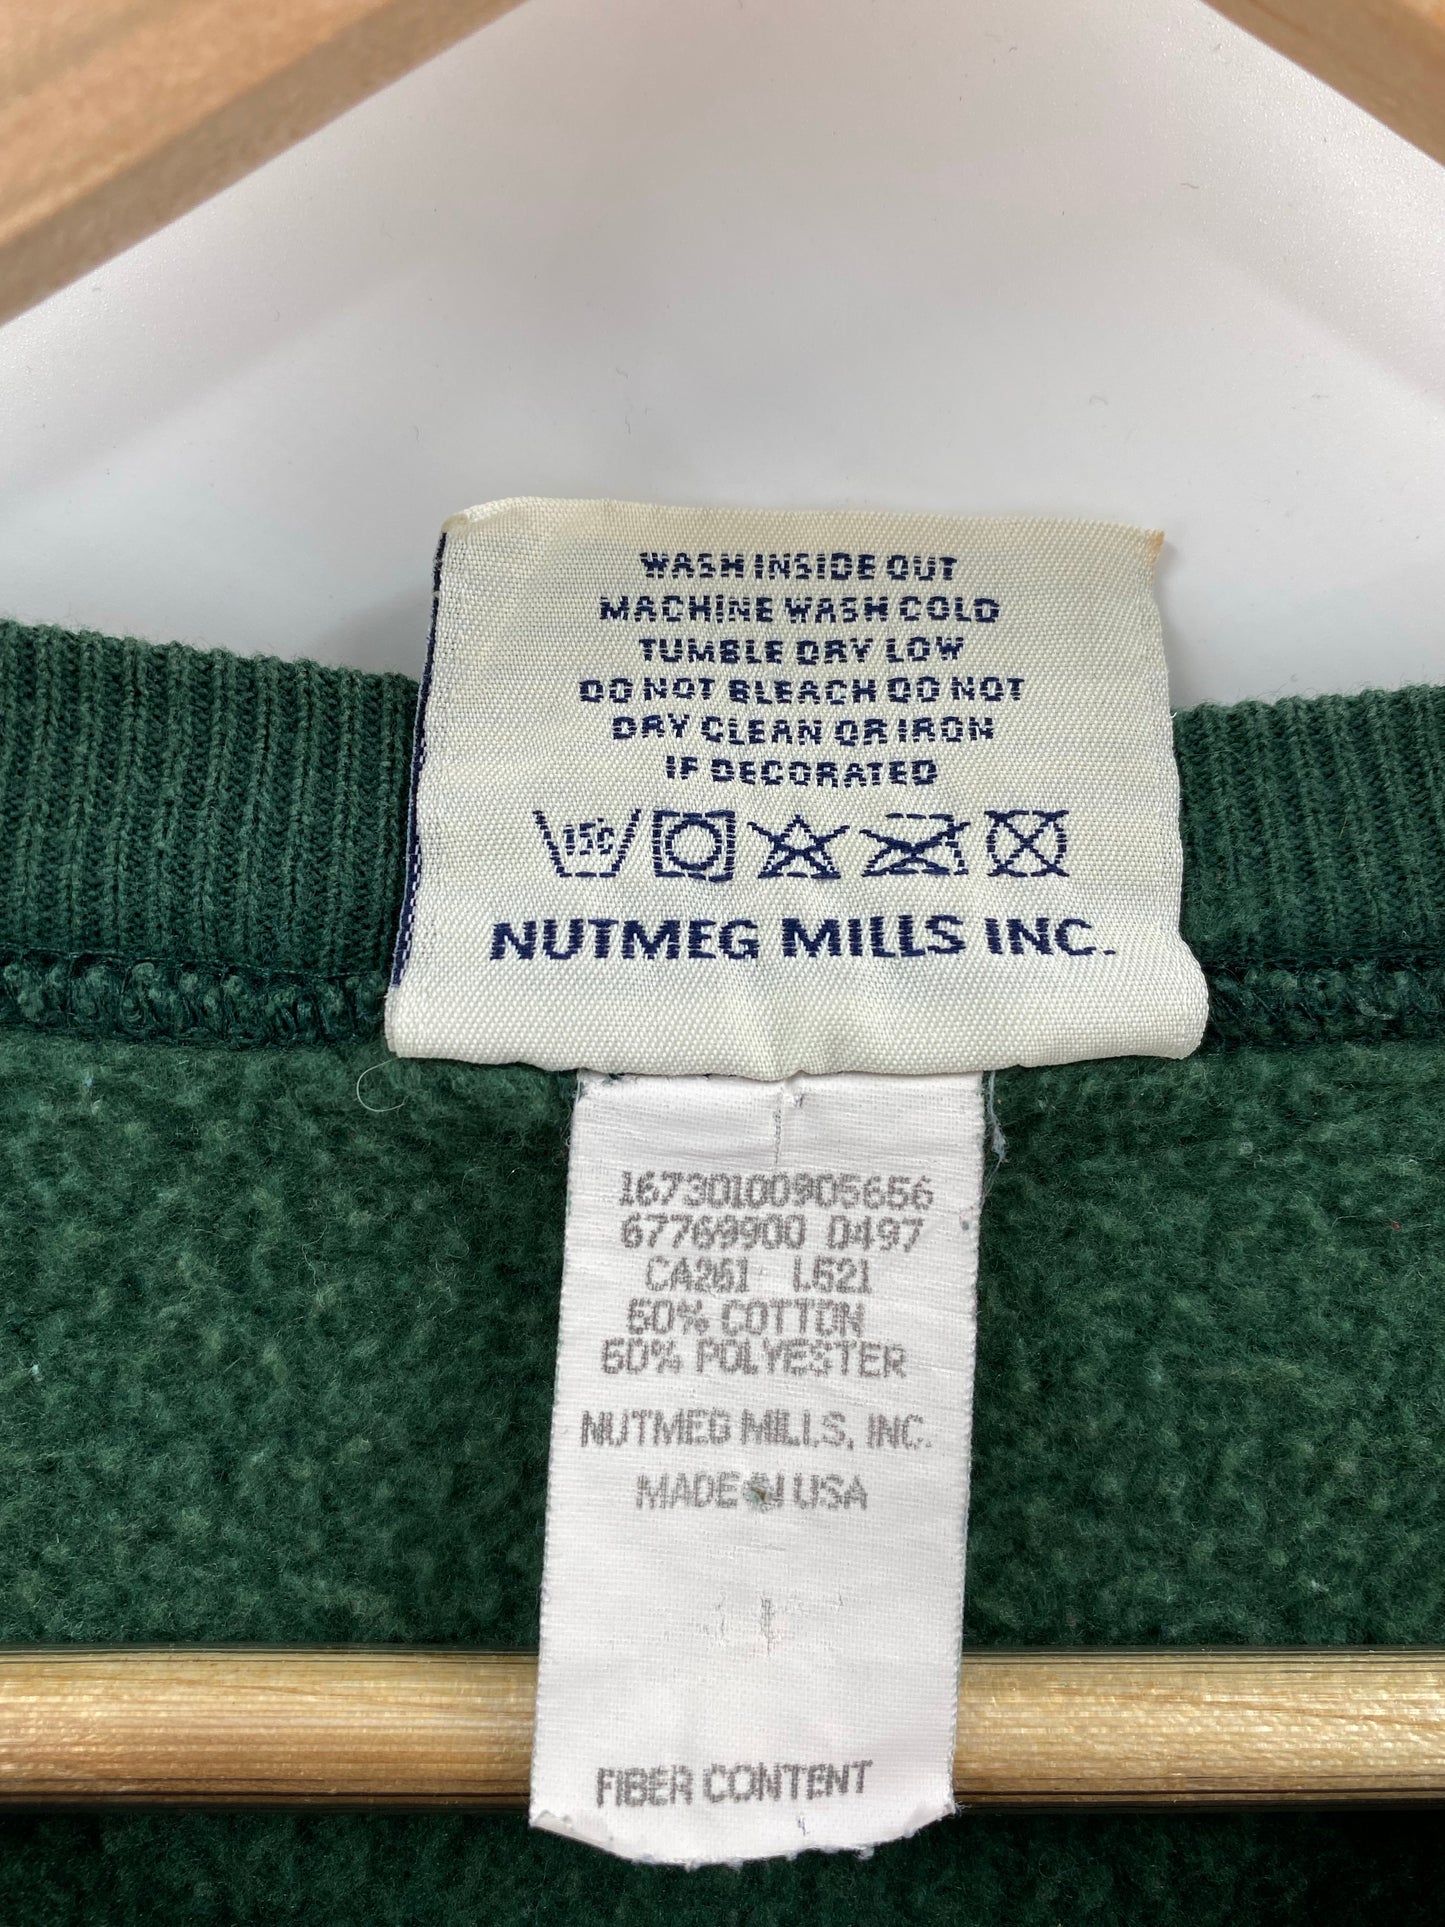 WASH INSIDE OUT
MACHINE WASH COLD
TUMBLE DRY LOW
DO NOT BLEACH DO NOT
DRY CLEAN OR IRON
IF DECORATED
15C
NUTMEG MILLS INC.
16730100905656
67769900 D497
CA261 L521
50% COTTON
50% POLYESTER
NUTMEG MILLS, INC.
MADE IN USA
FIBER CONTENT